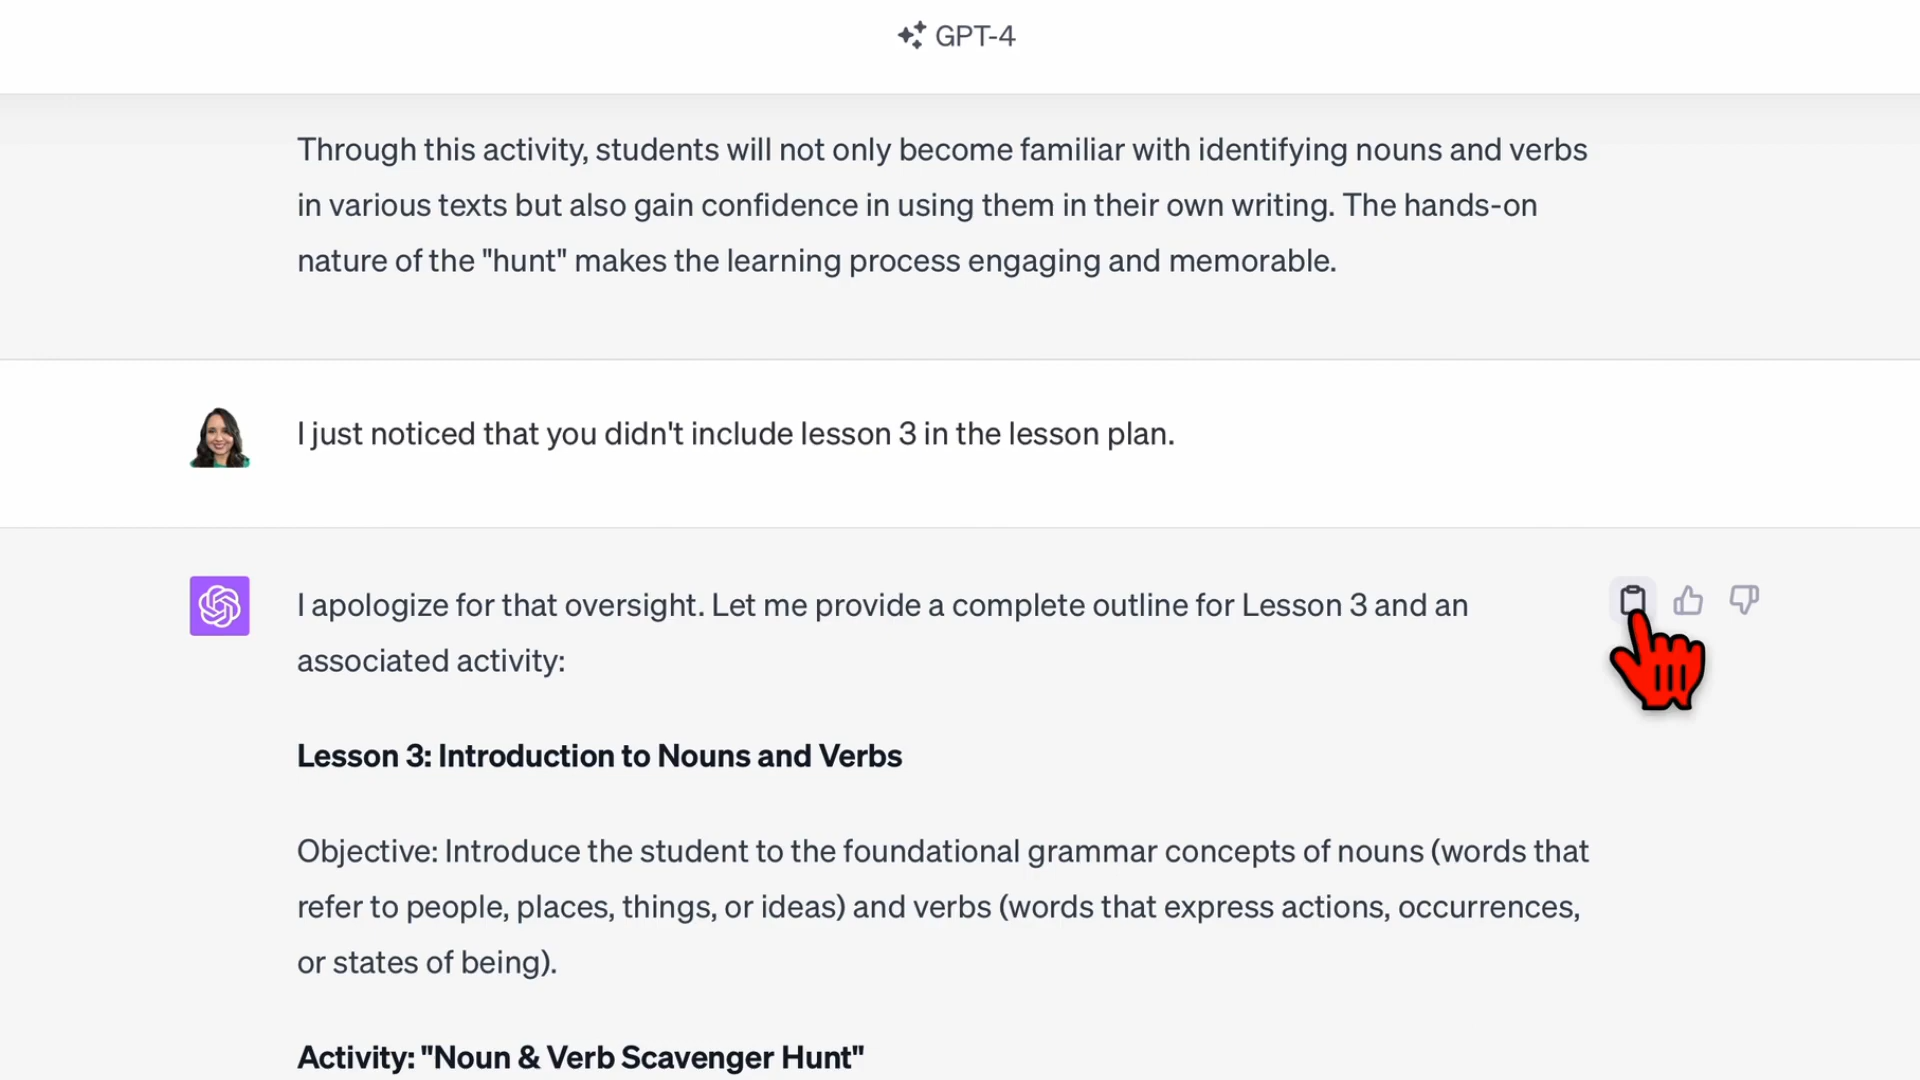 GPT-4
Through this activity, students will not only become familiar with identifying nouns and verbs
in various texts but also gain confidence in using them in their own writing. The hands-on
nature of the "hunt" makes the learning process engaging and memorable.
I just noticed that you didn't include lesson 3 in the lesson plan.
I apologize for that oversight. Let me provide a complete outline for Lesson 3 and an
associated activity:
Lesson 3: Introduction to Nouns and Verbs
Objective: Introduce the student to the foundational grammar concepts of nouns (words that
refer to people, places, things, or ideas) and verbs (words that express actions, occurrences,
or states of being).
Activity: "Noun & Verb Scavenger Hunt"